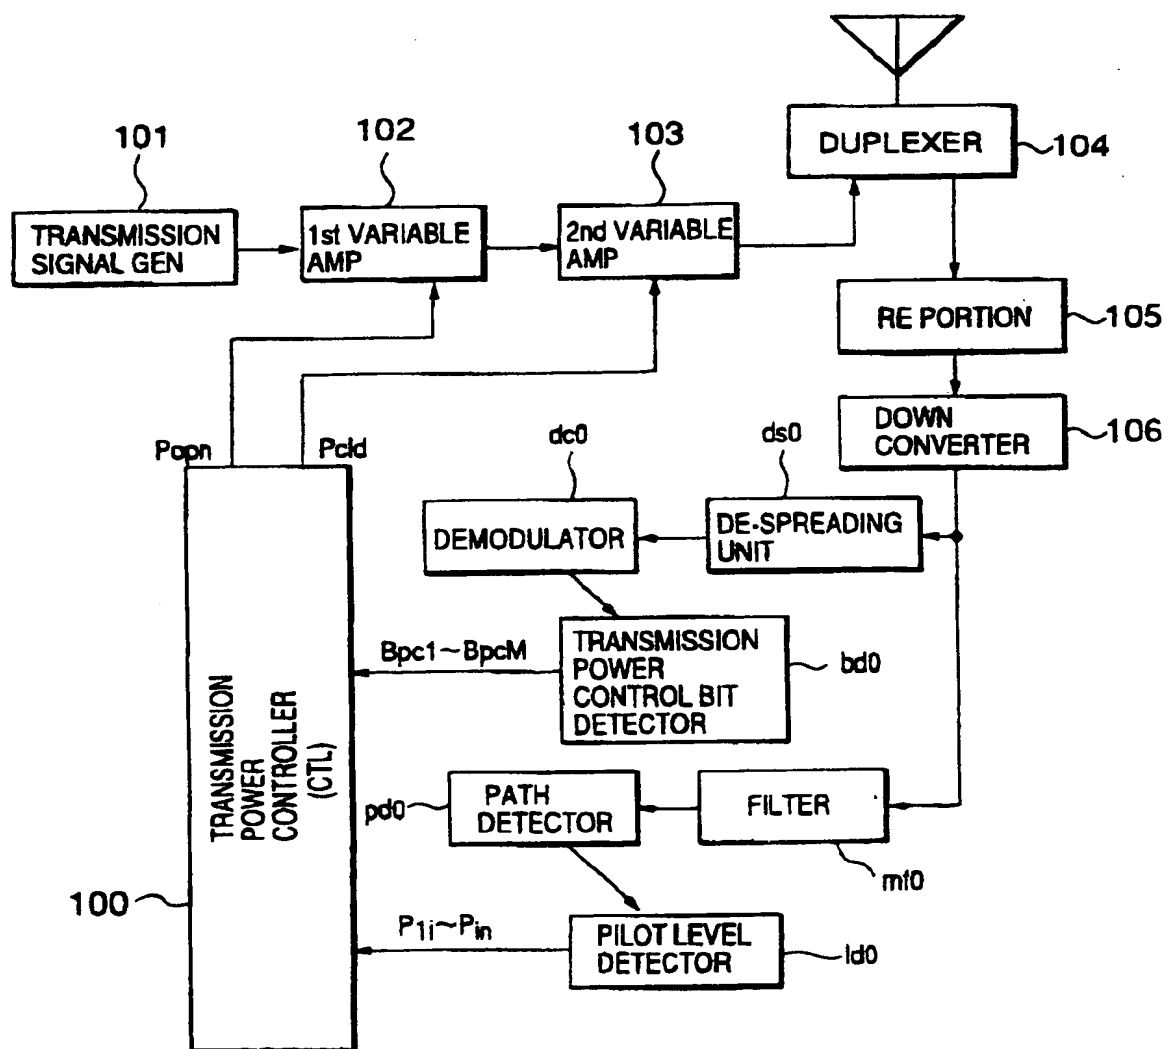 101
102
103
DUPLEXER
104
TRANSMISSION
SIGNAL GEN
1st VARIABLE
AMP
2nd VARIABLE
AMP
RE PORTION
105
DOWN
CONVERTER
106
Popn
Pcld
dc0
ds0
DEMODULATOR
DE-SPREADING
UNIT
Bpc1~BpcM
TRANSMISSION
POWER
CONTROL BIT
DETECTOR
bd0
TRANSMISSION
POWER
CONTROLLER
(CTL)
pd0
PATH
DETECTOR
FILTER
mf0
100
P1i~Pin
PILOT LEVEL
DETECTOR
ld0